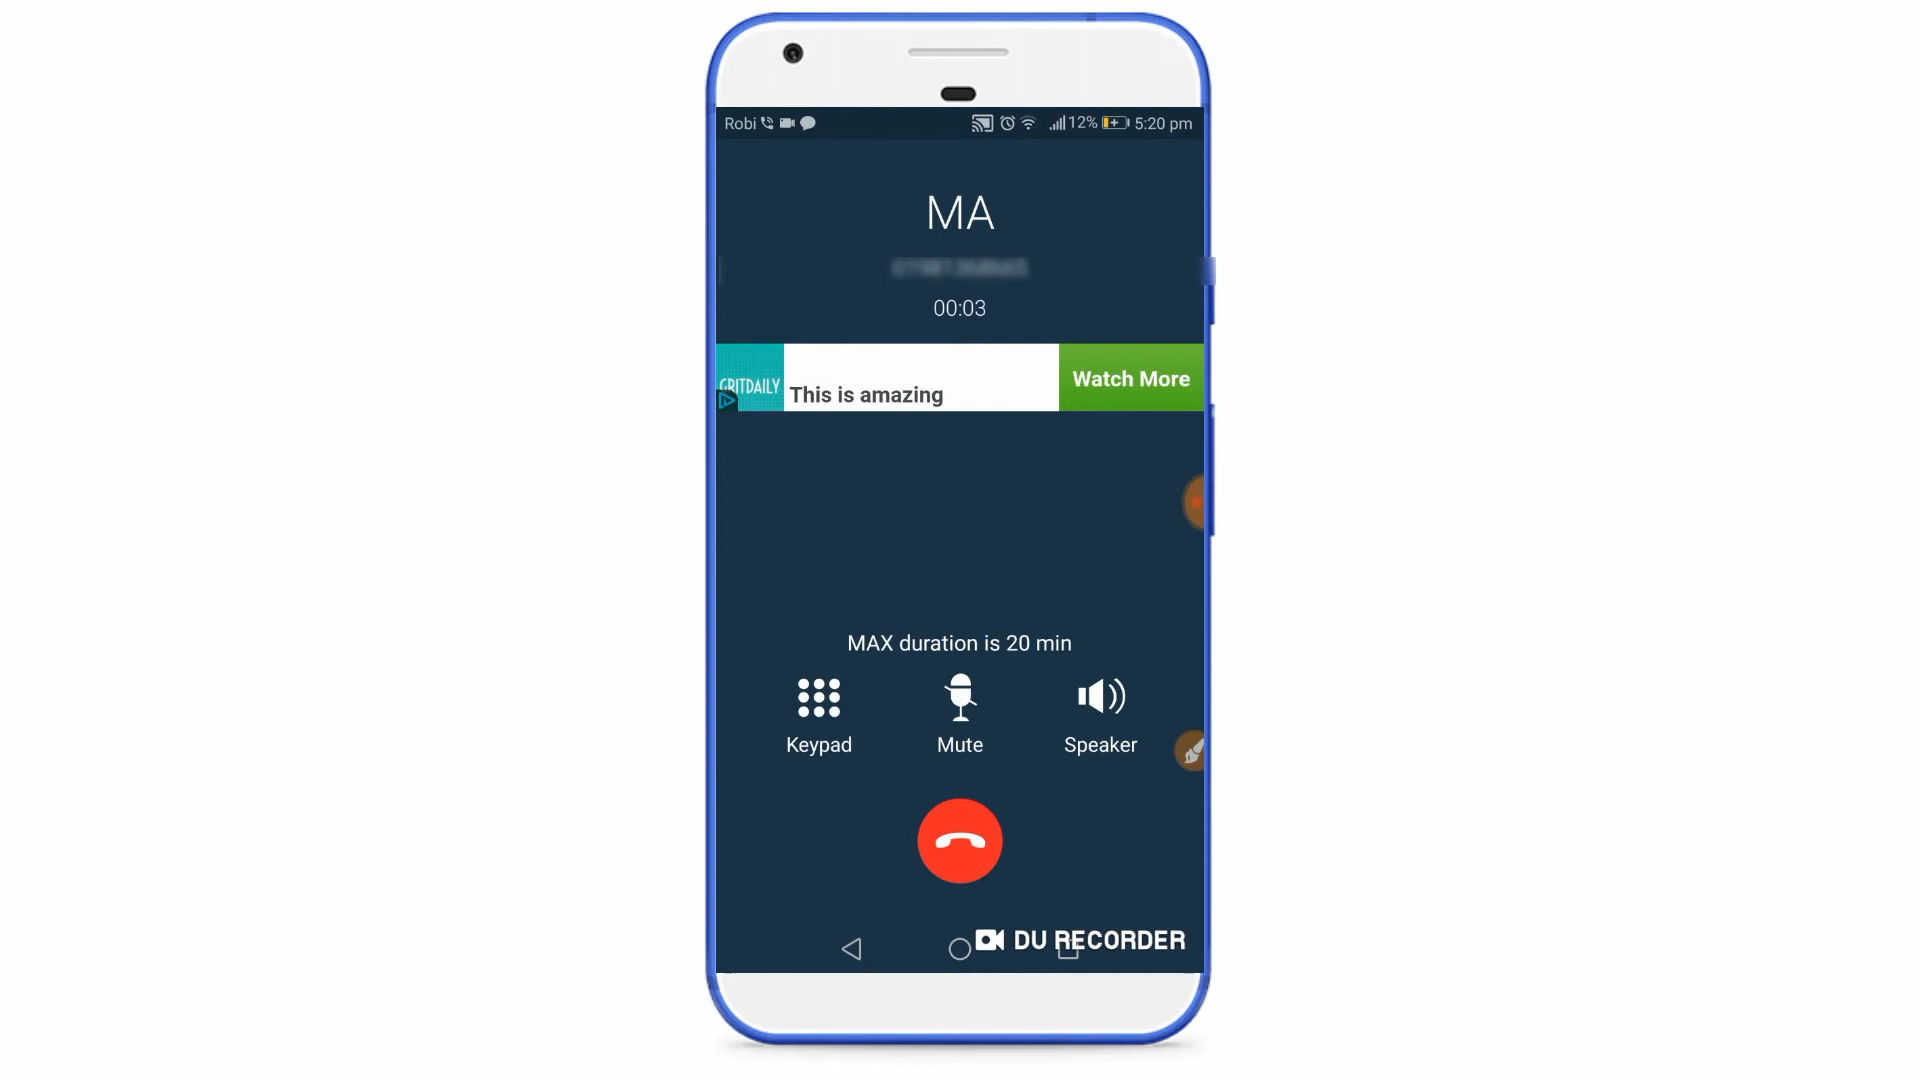 Robi 12% 5:20 pm
MA
00:03
GRITDAILY
This is amazing
Watch More
MAX duration is 20 min
Keypad Mute Speaker
DU RECORDER